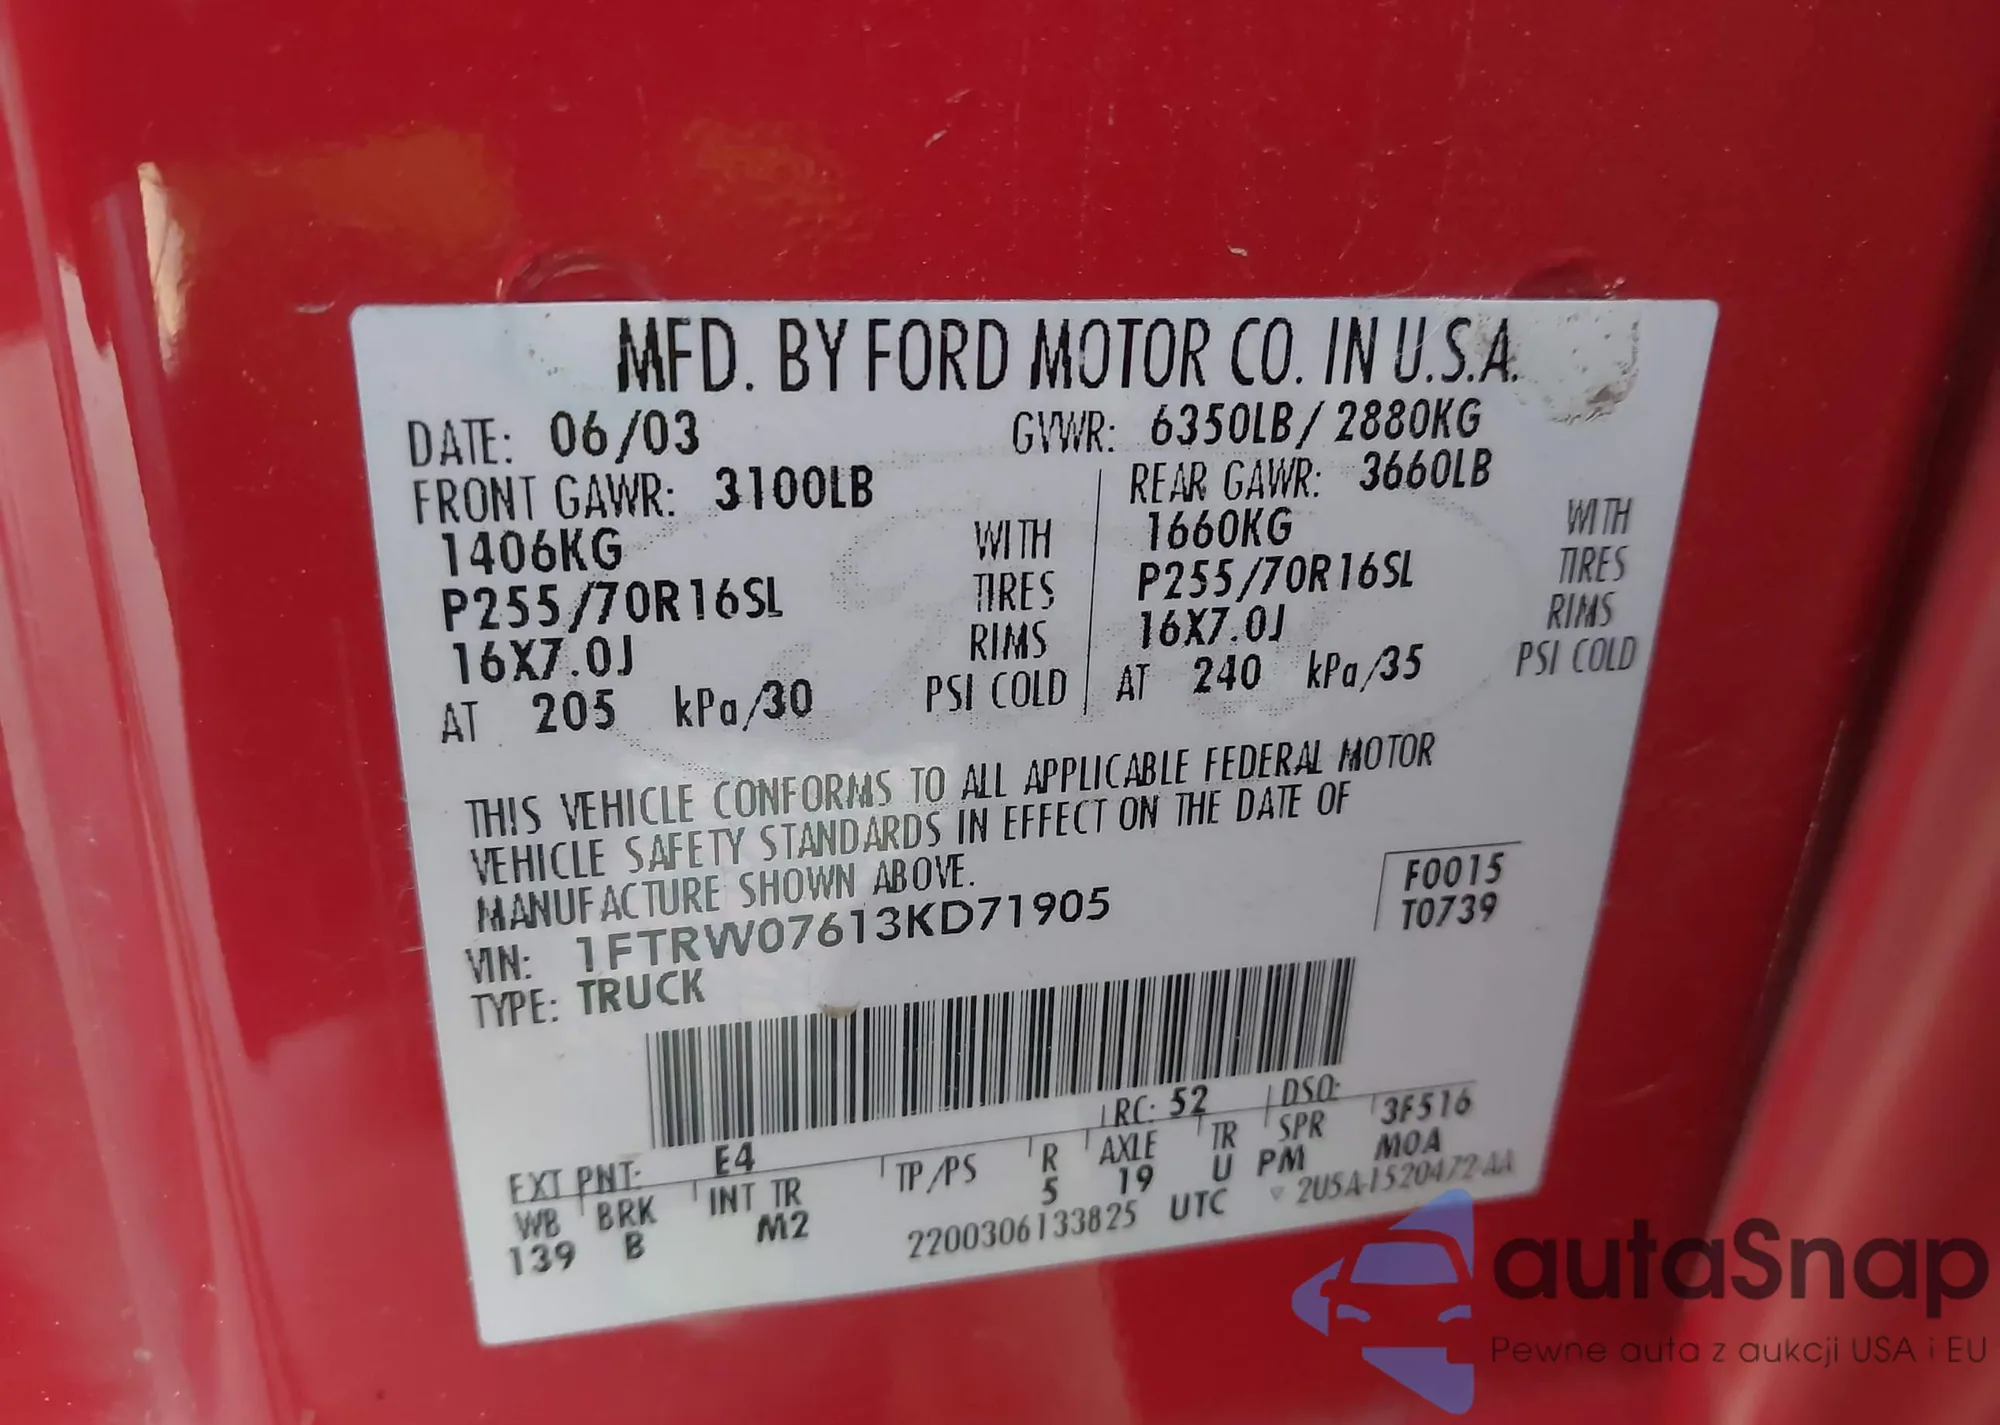 MFD. BY FORD MOTOR CO. IN U.S.A.
DATE: 06/03 GVWR: 6350LB/2880KG
FRONT GAWR: 3100LB REAR GAWR: 3660LB
1406KG WITH 1660KG WITH
P255/70R16SL TIRES P255/70R16SL TIRES
16X7.0J RIMS 16X7.0J RIMS
AT 205 kPa/30 PSI COLD AT 240 kPa/35 PSI COLD
THIS VEHICLE CONFORMS TO ALL APPLICABLE FEDERAL MOTOR
VEHICLE SAFETY STANDARDS IN EFFECT ON THE DATE OF
MANUFACTURE SHOWN ABOVE.
F0015
VIN: 1FTRW07613KD71905 T0739
TYPE: TRUCK
EXT PNT: E4 RC: 52 DSO: 3F516
WB BRK INT TR TP/PS R AXLE TR SPR M0A
139 B M2 5 19 U PM
2200306133825 UTC 2U5A-1520472-AA
autaSnap
Pewne auta z aukcji USA i EU